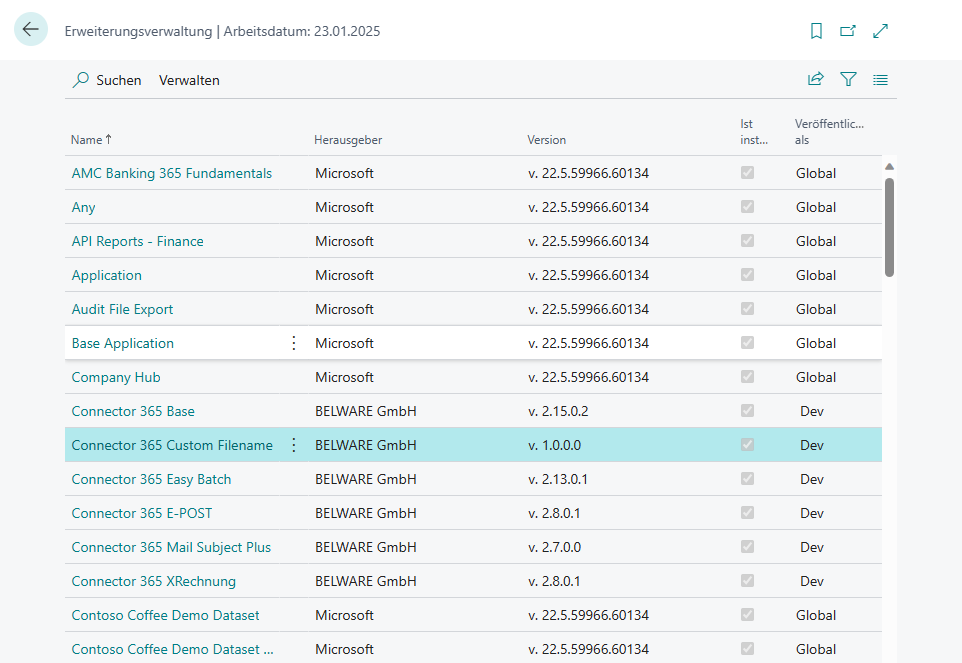 Erweiterungsverwaltung | Arbeitsdatum: 23.01.2025
Suchen Verwalten
Name ↑ Herausgeber Version Ist inst... Veröffentlic... als
AMC Banking 365 Fundamentals Microsoft v. 22.5.59966.60134 Global
Any Microsoft v. 22.5.59966.60134 Global
API Reports - Finance Microsoft v. 22.5.59966.60134 Global
Application Microsoft v. 22.5.59966.60134 Global
Audit File Export Microsoft v. 22.5.59966.60134 Global
Base Application Microsoft v. 22.5.59966.60134 Global
Company Hub Microsoft v. 22.5.59966.60134 Global
Connector 365 Base BELWARE GmbH v. 2.15.0.2 Dev
Connector 365 Custom Filename BELWARE GmbH v. 1.0.0.0 Dev
Connector 365 Easy Batch BELWARE GmbH v. 2.13.0.1 Dev
Connector 365 E-POST BELWARE GmbH v. 2.8.0.1 Dev
Connector 365 Mail Subject Plus BELWARE GmbH v. 2.7.0.0 Dev
Connector 365 XRechnung BELWARE GmbH v. 2.8.0.1 Dev
Contoso Coffee Demo Dataset Microsoft v. 22.5.59966.60134 Global
Contoso Coffee Demo Dataset ... Microsoft v. 22.5.59966.60134 Global